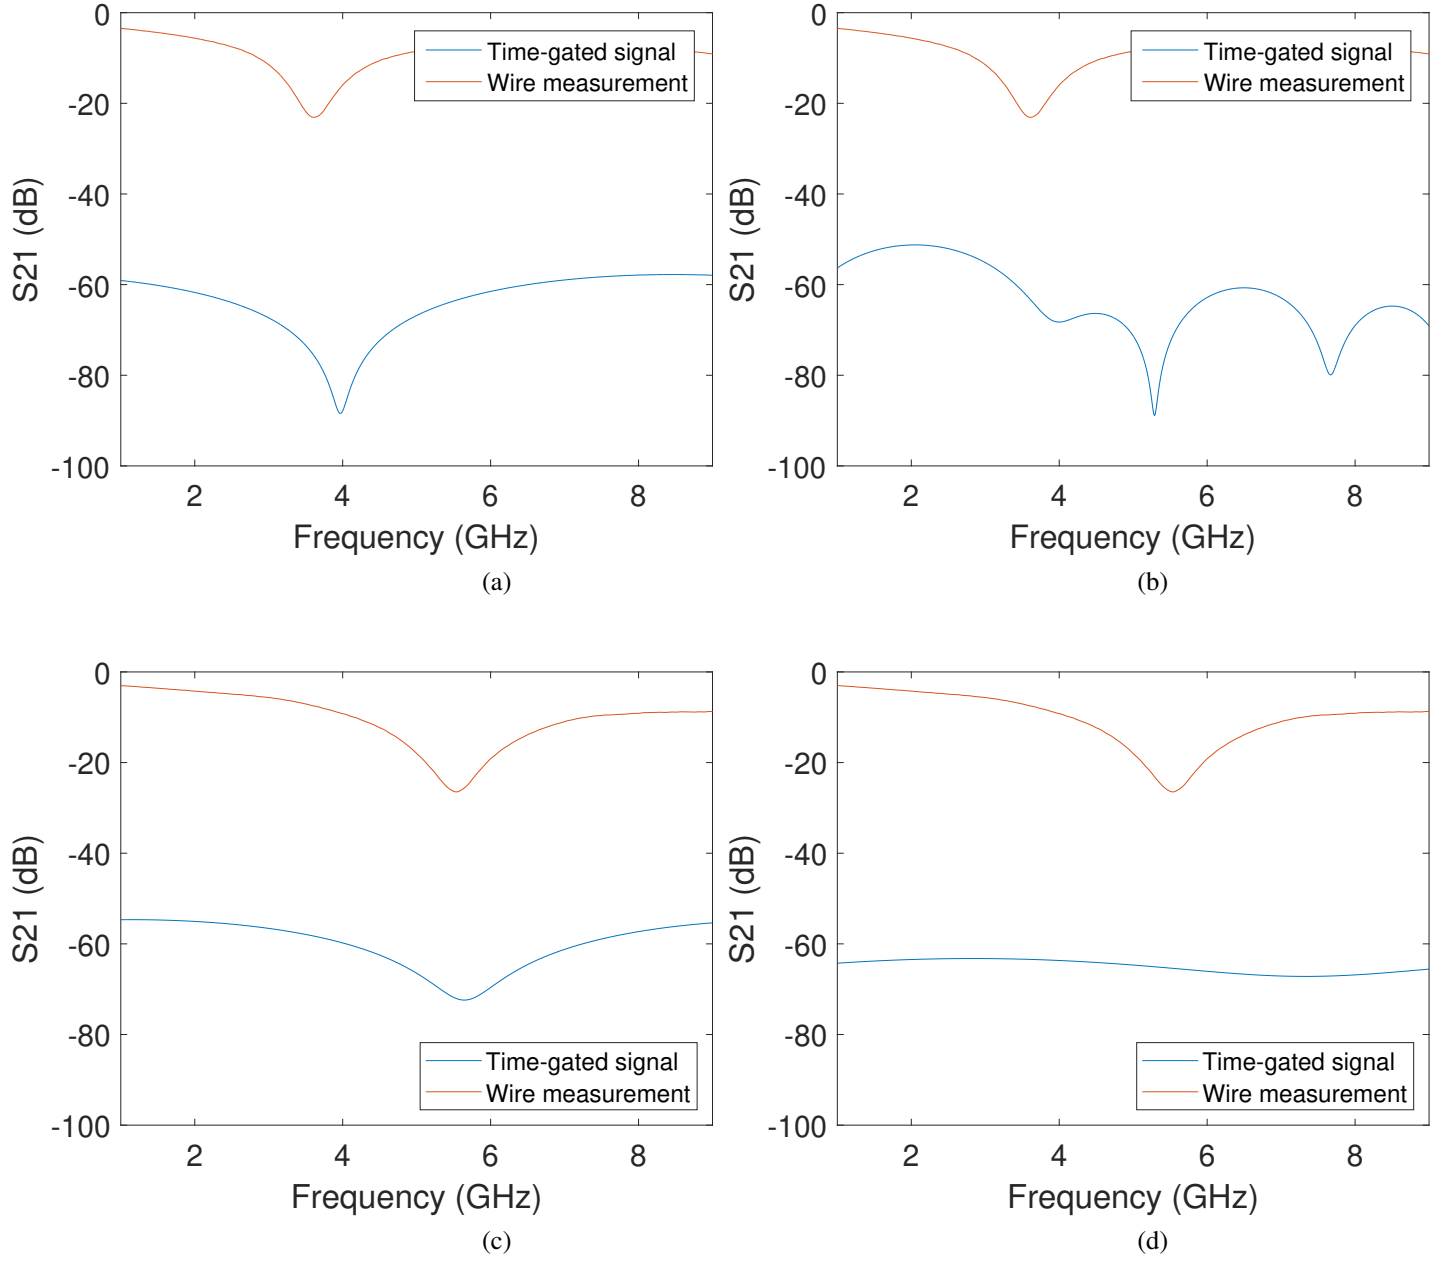 0
-20
-40
-60
-80
-100
S21 (dB)
2 4 6 8
Frequency (GHz)
Time-gated signal
Wire measurement
(a)
0
-20
-40
-60
-80
-100
S21 (dB)
2 4 6 8
Frequency (GHz)
Time-gated signal
Wire measurement
(b)
0
-20
-40
-60
-80
-100
S21 (dB)
2 4 6 8
Frequency (GHz)
Time-gated signal
Wire measurement
(c)
0
-20
-40
-60
-80
-100
S21 (dB)
2 4 6 8
Frequency (GHz)
Time-gated signal
Wire measurement
(d)